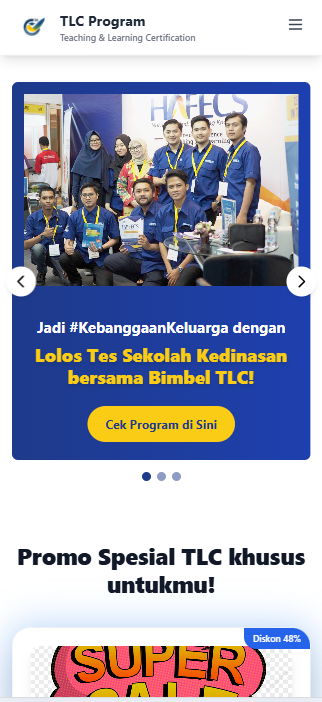 TLC Program
Teaching & Learning Certification
HAFECS
Jadi #KebanggaanKeluarga dengan
Lolos Tes Sekolah Kedinasan
bersama Bimbel TLC!
Cek Program di Sini
Promo Spesial TLC khusus
untukmu!
Diskon 48%
SUPER
SALE